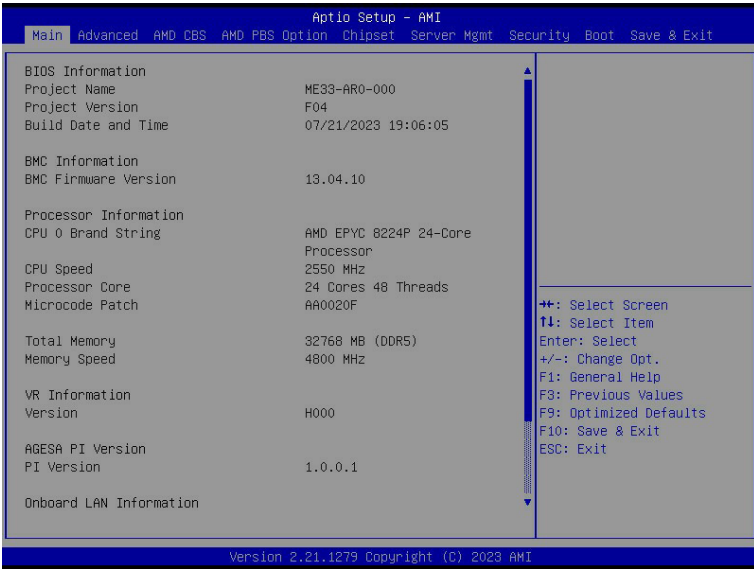 Aptio Setup – AMI
Main Advanced AMD CBS AMD PBS Option Chipset Server Mgmt Security Boot Save & Exit
BIOS Information
Project Name ME33-AR0-000
Project Version F04
Build Date and Time 07/21/2023 19:06:05
BMC Information
BMC Firmware Version 13.04.10
Processor Information
CPU 0 Brand String AMD EPYC 8224P 24-Core
Processor
CPU Speed 2550 MHz
Processor Core 24 Cores 48 Threads
Microcode Patch AA0020F
Total Memory 32768 MB (DDR5)
Memory Speed 4800 MHz
VR Information
Version H000
AGESA PI Version
PI Version 1.0.0.1
Onboard LAN Information
→←: Select Screen
↑↓: Select Item
Enter: Select
+/-: Change Opt.
F1: General Help
F3: Previous Values
F9: Optimized Defaults
F10: Save & Exit
ESC: Exit
Version 2.21.1279 Copyright (C) 2023 AMI